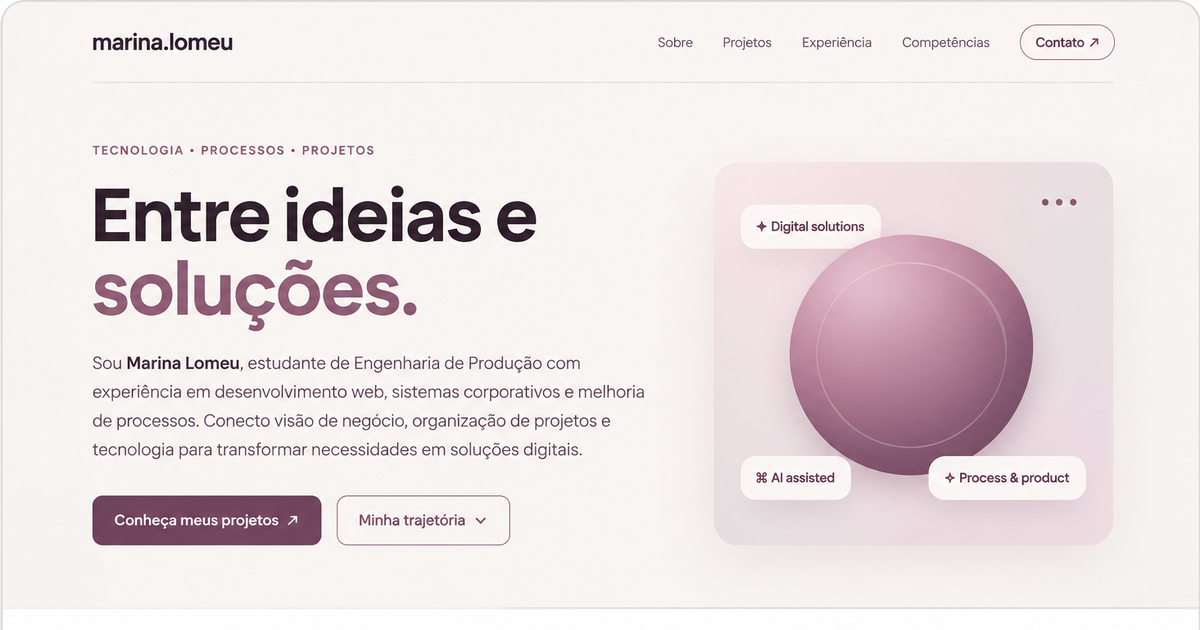 marina.lomeu
Sobre
Projetos
Experiência
Competências
Contato ↗
TECNOLOGIA • PROCESSOS • PROJETOS
Entre ideias e
soluções.
Sou Marina Lomeu, estudante de Engenharia de Produção com
experiência em desenvolvimento web, sistemas corporativos e melhoria
de processos. Conecto visão de negócio, organização de projetos e
tecnologia para transformar necessidades em soluções digitais.
Conheça meus projetos ↗
Minha trajetória
✦ Digital solutions
⌘ AI assisted
✧ Process & product